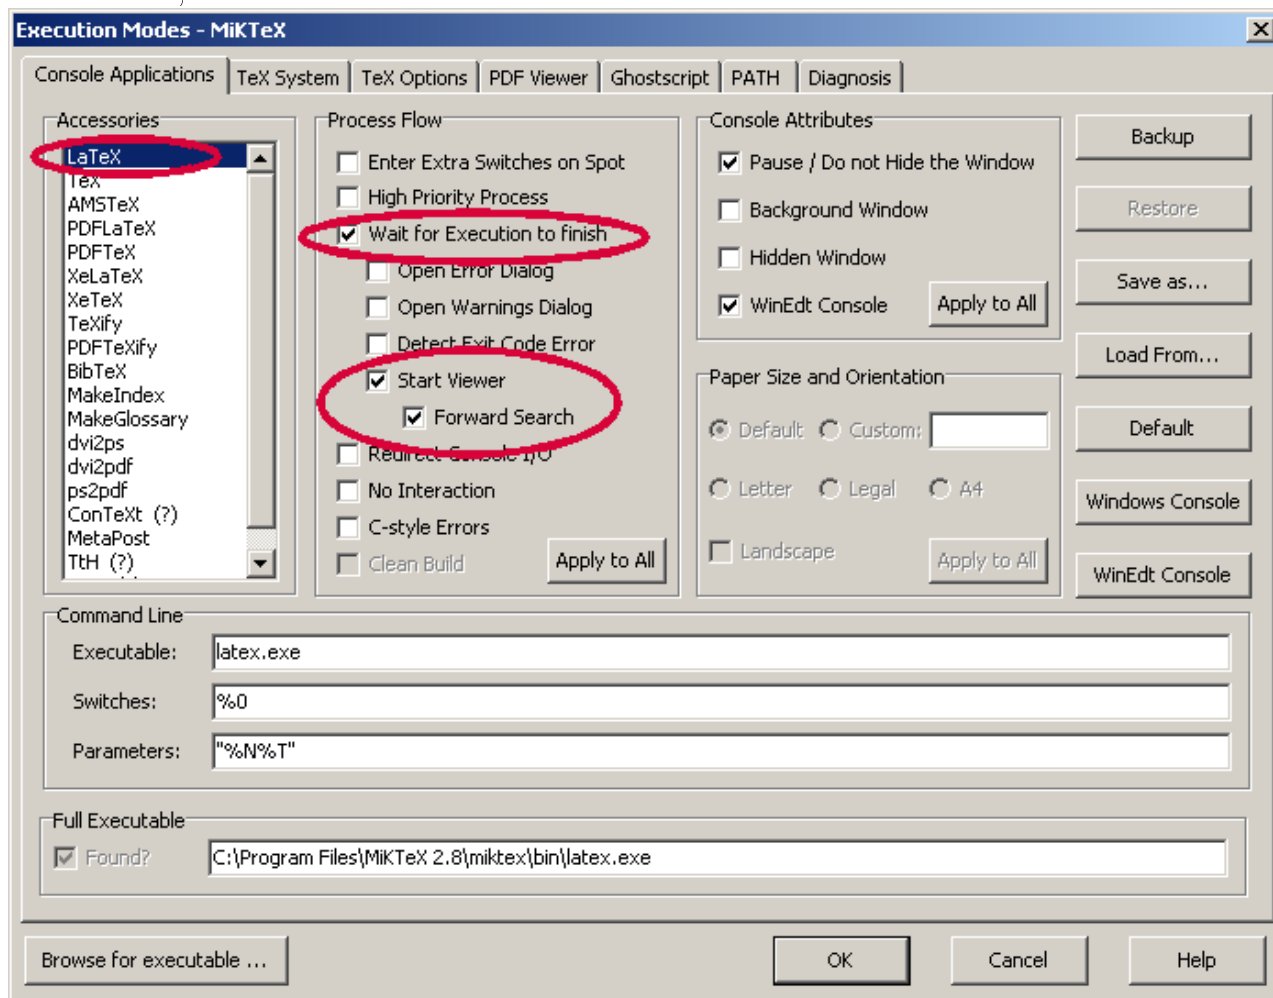 Execution Modes - MiKTeX
Console Applications TeX System TeX Options PDF Viewer Ghostscript PATH Diagnosis
Accessories
LaTeX
TeX
AMSTeX
PDFLaTeX
PDFTeX
XeLaTeX
XeTeX
TeXify
PDFTeXify
BibTeX
MakeIndex
MakeGlossary
dvi2ps
dvi2pdf
ps2pdf
ConTeXt (?)
MetaPost
TtH (?)
Process Flow
Enter Extra Switches on Spot
High Priority Process
Wait for Execution to finish
Open Error Dialog
Open Warnings Dialog
Detect Exit Code Error
Start Viewer
Forward Search
Redirect Console I/O
No Interaction
C-style Errors
Clean Build
Apply to All
Console Attributes
Pause / Do not Hide the Window
Background Window
Hidden Window
WinEdt Console
Apply to All
Paper Size and Orientation
Default Custom:
Letter Legal A4
Landscape
Apply to All
Backup
Restore
Save as...
Load From...
Default
Windows Console
WinEdt Console
Command Line
Executable: latex.exe
Switches: %0
Parameters: "%N%T"
Full Executable
Found? C:\Program Files\MiKTeX 2.8\miktex\bin\latex.exe
Browse for executable ... OK Cancel Help